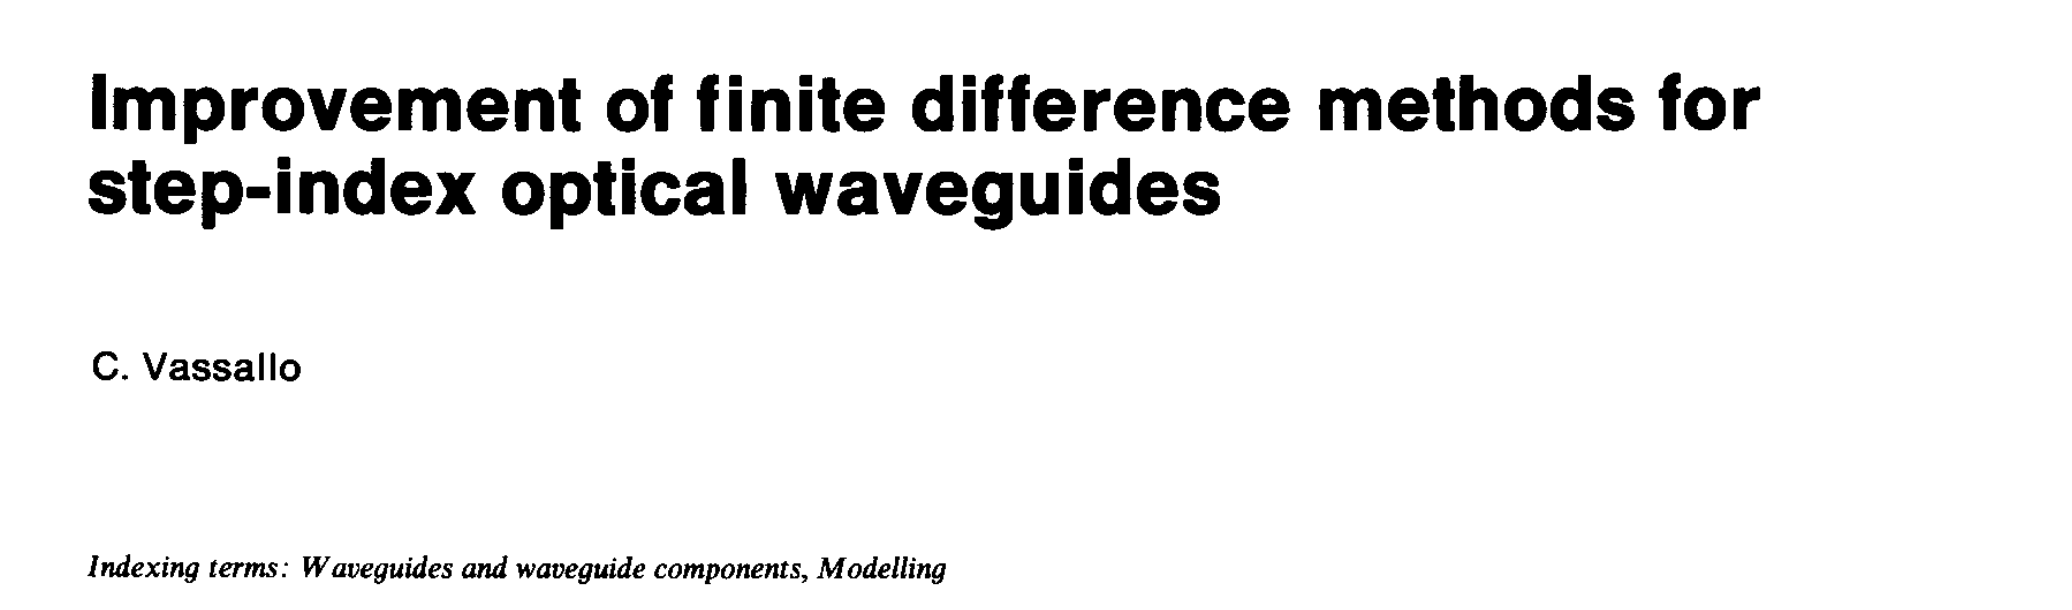 Improvement of finite difference methods for
step-index optical waveguides
C. Vassallo
Indexing terms: Waveguides and waveguide components, Modelling